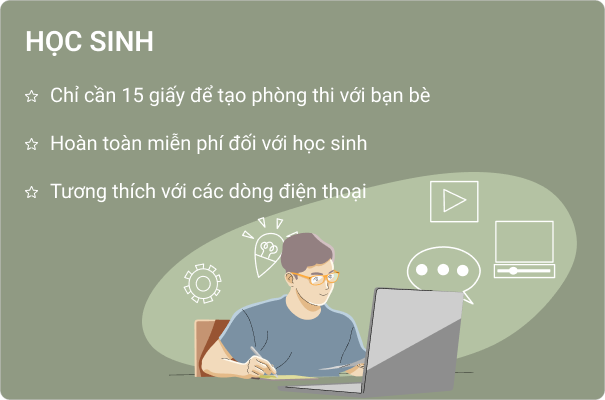 HỌC SINH
Chỉ cần 15 giấy để tạo phòng thi với bạn bè
Hoàn toàn miễn phí đối với học sinh
Tương thích với các dòng điện thoại